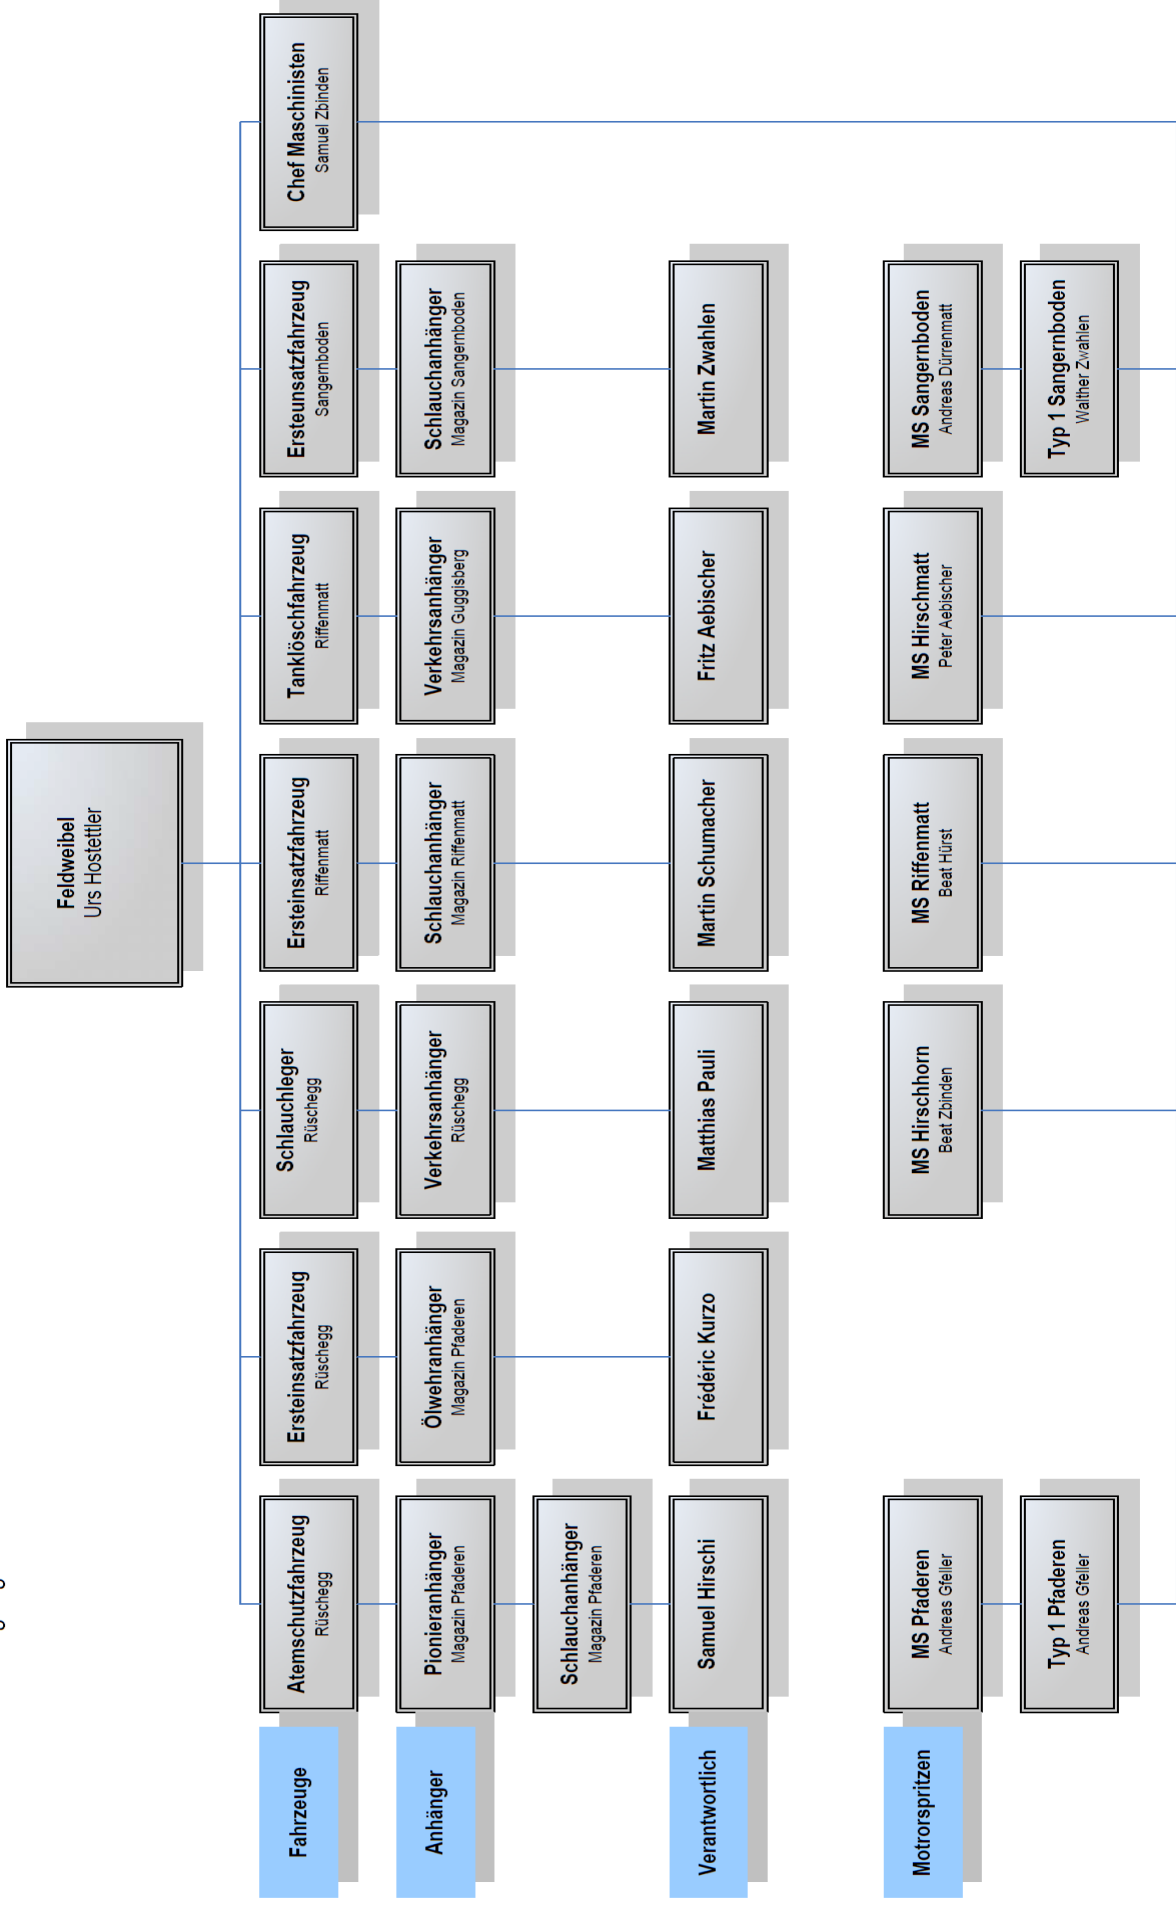 Feldweibel
Urs Hostettler
Fahrzeuge
Atemschutzfahrzeug
Rüschegg
Ersteinsatzfahrzeug
Rüschegg
Schlauchleger
Rüschegg
Ersteinsatzfahrzeug
Riffenmatt
Tanklöschfahrzeug
Riffenmatt
Ersteunsatzfahrzeug
Sangernboden
Chef Maschinisten
Samuel Zbinden
Anhänger
Pionieranhänger
Magazin Pfaderen
Ölwehranhänger
Magazin Pfaderen
Verkehrsanhänger
Rüschegg
Schlauchanhänger
Magazin Riffenmatt
Verkehrsanhänger
Magazin Guggisberg
Schlauchanhänger
Magazin Sangernboden
Schlauchanhänger
Magazin Pfaderen
Verantwortlich
Samuel Hirschi
Frédéric Kurzo
Matthias Pauli
Martin Schumacher
Fritz Aebischer
Martin Zwahlen
Motrorspritzen
MS Pfaderen
Andreas Gfeller
MS Hirschhorn
Beat Zbinden
MS Riffenmatt
Beat Hürst
MS Hirschmatt
Peter Aebischer
MS Sangernboden
Andreas Dürrenmatt
Typ 1 Pfaderen
Andreas Gfeller
Typ 1 Sangernboden
Walther Zwahlen